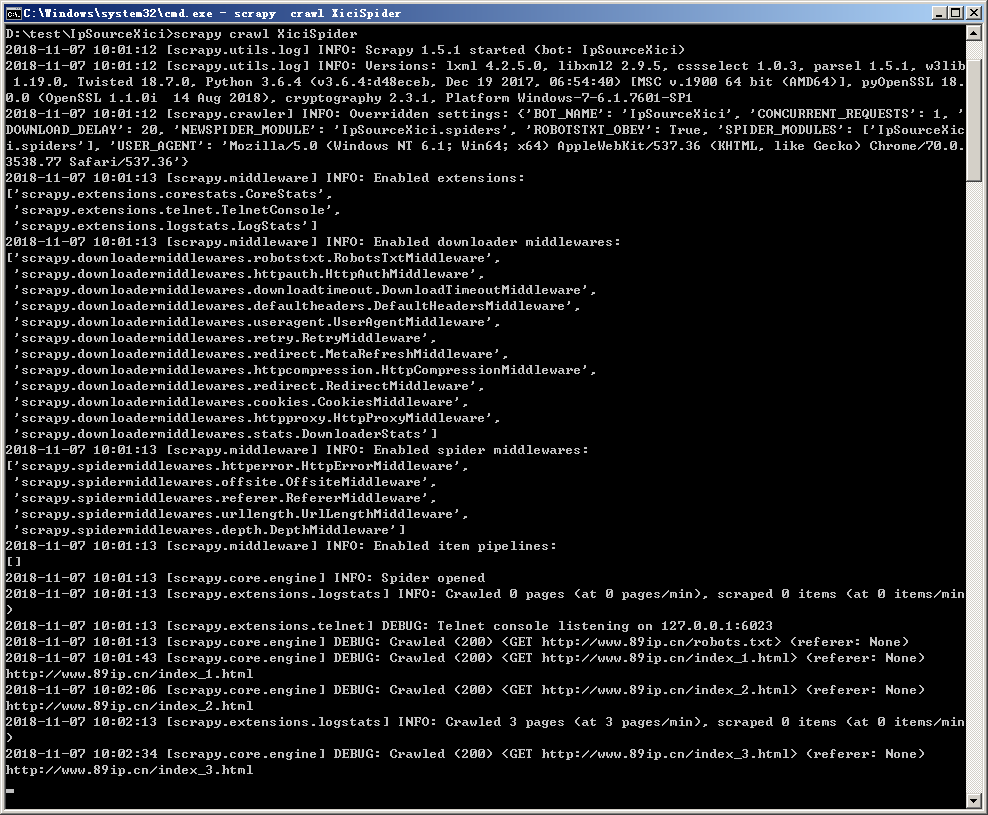 C:\Windows\system32\cmd.exe - scrapy  crawl XiciSpider
D:\test\IpSourceXici>scrapy crawl XiciSpider
2018-11-07 10:01:12 [scrapy.utils.log] INFO: Scrapy 1.5.1 started (bot: IpSourceXici)
2018-11-07 10:01:12 [scrapy.utils.log] INFO: Versions: lxml 4.2.5.0, libxml2 2.9.5, cssselect 1.0.3, parsel 1.5.1, w3lib
 1.19.0, Twisted 18.7.0, Python 3.6.4 (v3.6.4:d48eceb, Dec 19 2017, 06:54:40) [MSC v.1900 64 bit (AMD64)], pyOpenSSL 18.
0.0 (OpenSSL 1.1.0i  14 Aug 2018), cryptography 2.3.1, Platform Windows-7-6.1.7601-SP1
2018-11-07 10:01:12 [scrapy.crawler] INFO: Overridden settings: {'BOT_NAME': 'IpSourceXici', 'CONCURRENT_REQUESTS': 1, '
DOWNLOAD_DELAY': 20, 'NEWSPIDER_MODULE': 'IpSourceXici.spiders', 'ROBOTSTXT_OBEY': True, 'SPIDER_MODULES': ['IpSourceXic
i.spiders'], 'USER_AGENT': 'Mozilla/5.0 (Windows NT 6.1; Win64; x64) AppleWebKit/537.36 (KHTML, like Gecko) Chrome/70.0.
3538.77 Safari/537.36'}
2018-11-07 10:01:13 [scrapy.middleware] INFO: Enabled extensions:
['scrapy.extensions.corestats.CoreStats',
 'scrapy.extensions.telnet.TelnetConsole',
 'scrapy.extensions.logstats.LogStats']
2018-11-07 10:01:13 [scrapy.middleware] INFO: Enabled downloader middlewares:
['scrapy.downloadermiddlewares.robotstxt.RobotsTxtMiddleware',
 'scrapy.downloadermiddlewares.httpauth.HttpAuthMiddleware',
 'scrapy.downloadermiddlewares.downloadtimeout.DownloadTimeoutMiddleware',
 'scrapy.downloadermiddlewares.defaultheaders.DefaultHeadersMiddleware',
 'scrapy.downloadermiddlewares.useragent.UserAgentMiddleware',
 'scrapy.downloadermiddlewares.retry.RetryMiddleware',
 'scrapy.downloadermiddlewares.redirect.MetaRefreshMiddleware',
 'scrapy.downloadermiddlewares.httpcompression.HttpCompressionMiddleware',
 'scrapy.downloadermiddlewares.redirect.RedirectMiddleware',
 'scrapy.downloadermiddlewares.cookies.CookiesMiddleware',
 'scrapy.downloadermiddlewares.httpproxy.HttpProxyMiddleware',
 'scrapy.downloadermiddlewares.stats.DownloaderStats']
2018-11-07 10:01:13 [scrapy.middleware] INFO: Enabled spider middlewares:
['scrapy.spidermiddlewares.httperror.HttpErrorMiddleware',
 'scrapy.spidermiddlewares.offsite.OffsiteMiddleware',
 'scrapy.spidermiddlewares.referer.RefererMiddleware',
 'scrapy.spidermiddlewares.urllength.UrlLengthMiddleware',
 'scrapy.spidermiddlewares.depth.DepthMiddleware']
2018-11-07 10:01:13 [scrapy.middleware] INFO: Enabled item pipelines:
[]
2018-11-07 10:01:13 [scrapy.core.engine] INFO: Spider opened
2018-11-07 10:01:13 [scrapy.extensions.logstats] INFO: Crawled 0 pages (at 0 pages/min), scraped 0 items (at 0 items/min
)
2018-11-07 10:01:13 [scrapy.extensions.telnet] DEBUG: Telnet console listening on 127.0.0.1:6023
2018-11-07 10:01:13 [scrapy.core.engine] DEBUG: Crawled (200) <GET http://www.89ip.cn/robots.txt> (referer: None)
2018-11-07 10:01:43 [scrapy.core.engine] DEBUG: Crawled (200) <GET http://www.89ip.cn/index_1.html> (referer: None)
http://www.89ip.cn/index_1.html
2018-11-07 10:02:06 [scrapy.core.engine] DEBUG: Crawled (200) <GET http://www.89ip.cn/index_2.html> (referer: None)
http://www.89ip.cn/index_2.html
2018-11-07 10:02:13 [scrapy.extensions.logstats] INFO: Crawled 3 pages (at 3 pages/min), scraped 0 items (at 0 items/min
)
2018-11-07 10:02:34 [scrapy.core.engine] DEBUG: Crawled (200) <GET http://www.89ip.cn/index_3.html> (referer: None)
http://www.89ip.cn/index_3.html